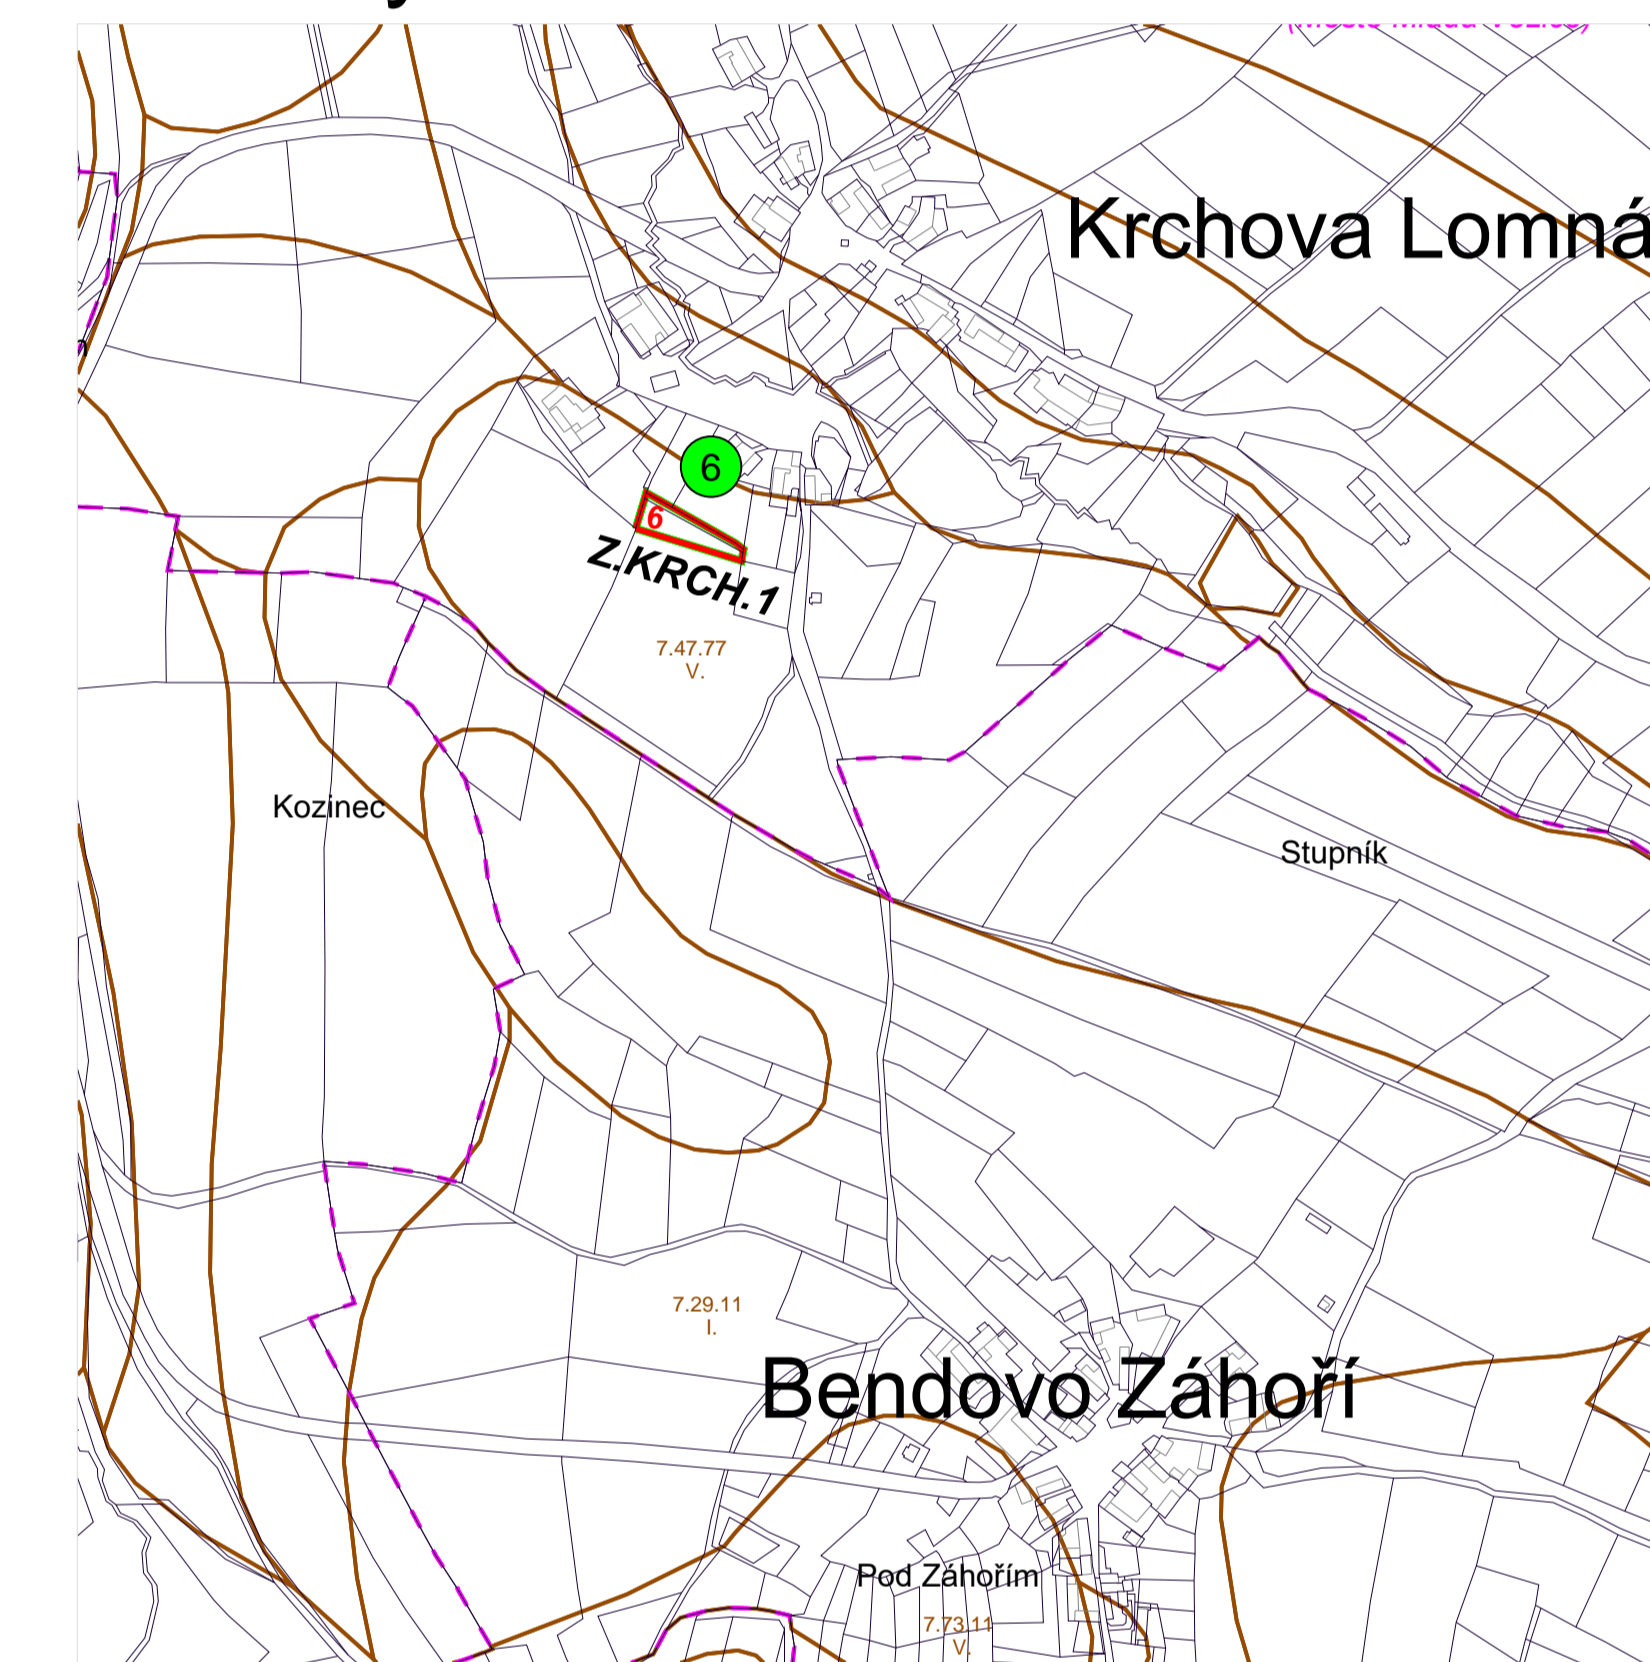 Krchova Lomná
6
6
Z.KRCH.1
7.47.77
V.
Kozinec
Stupník
7.29.11
I.
Bendovo Záhoří
Pod Záhořím
7.73.11
V.